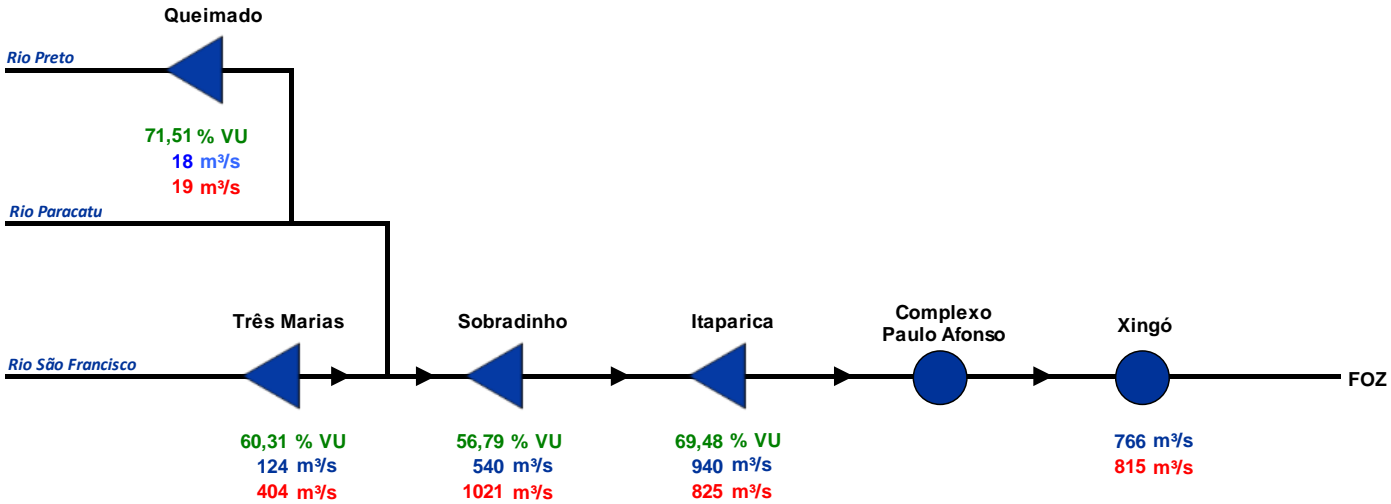 Queimado
Rio Preto
71,51 % VU
18 m³/s
19 m³/s
Rio Paracatu
Três Marias
Sobradinho
Itaparica
Complexo
Paulo Afonso
Xingó
Rio São Francisco
FOZ
60,31 % VU
124 m³/s
404 m³/s
56,79 % VU
540 m³/s
1021 m³/s
69,48 % VU
940 m³/s
825 m³/s
766 m³/s
815 m³/s